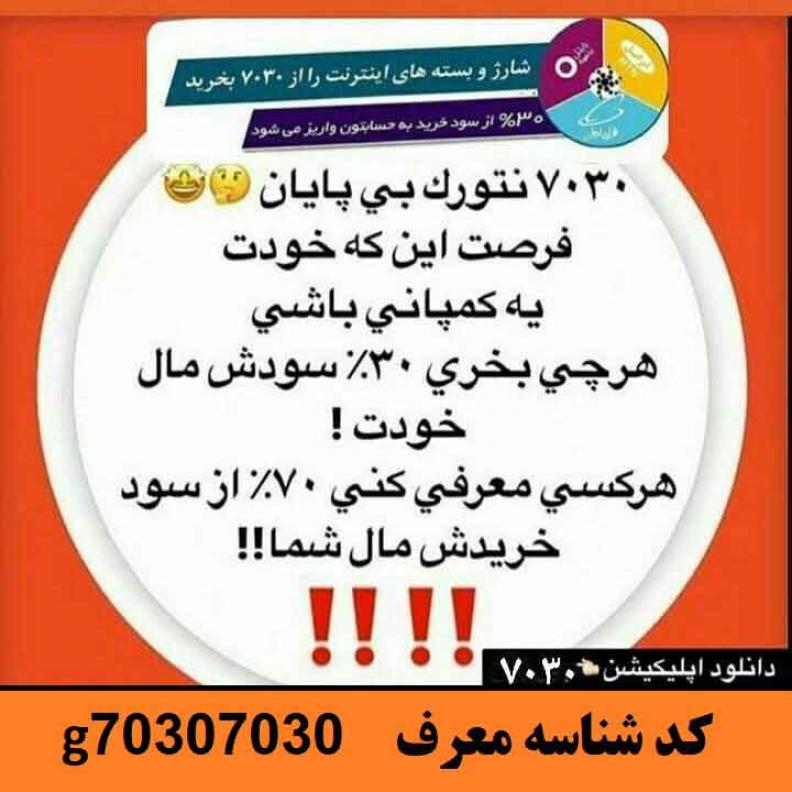 شارژ و بسته های اینترنت را از ۷۰۳۰ بخرید
%۳۰ از سود خرید به حسابتون واریز می شود
۷۰۳۰ نتورك بي پايان 🤔🤩
فرصت اين كه خودت
يه كمپاني باشي
هرچي بخري ۳۰٪ سودش مال
خودت !
هركسي معرفي كني ۷۰٪ از سود
خريدش مال شما!!
‼️‼️
دانلود اپلیکیشن👈🏻۷۰۳۰
کد شناسه معرف g70307030